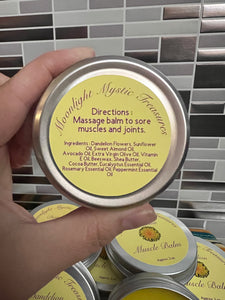 Moonlight Mystic Treasures
Directions :
Massage balm to sore
muscles and joints.
Ingredients : Dandelion Flowers, Sunflower
Oil, Sweet Almond Oil,
Avocado Oil, Extra Virgin Olive Oil, Vitamin
E Oil, Beeswax, Shea Butter,
Cocoa Butter, Eucalyptus Essential Oil,
Rosemary Essential Oil, Peppermint Essential
Oil.
Muscle Balm
Muscle Balm